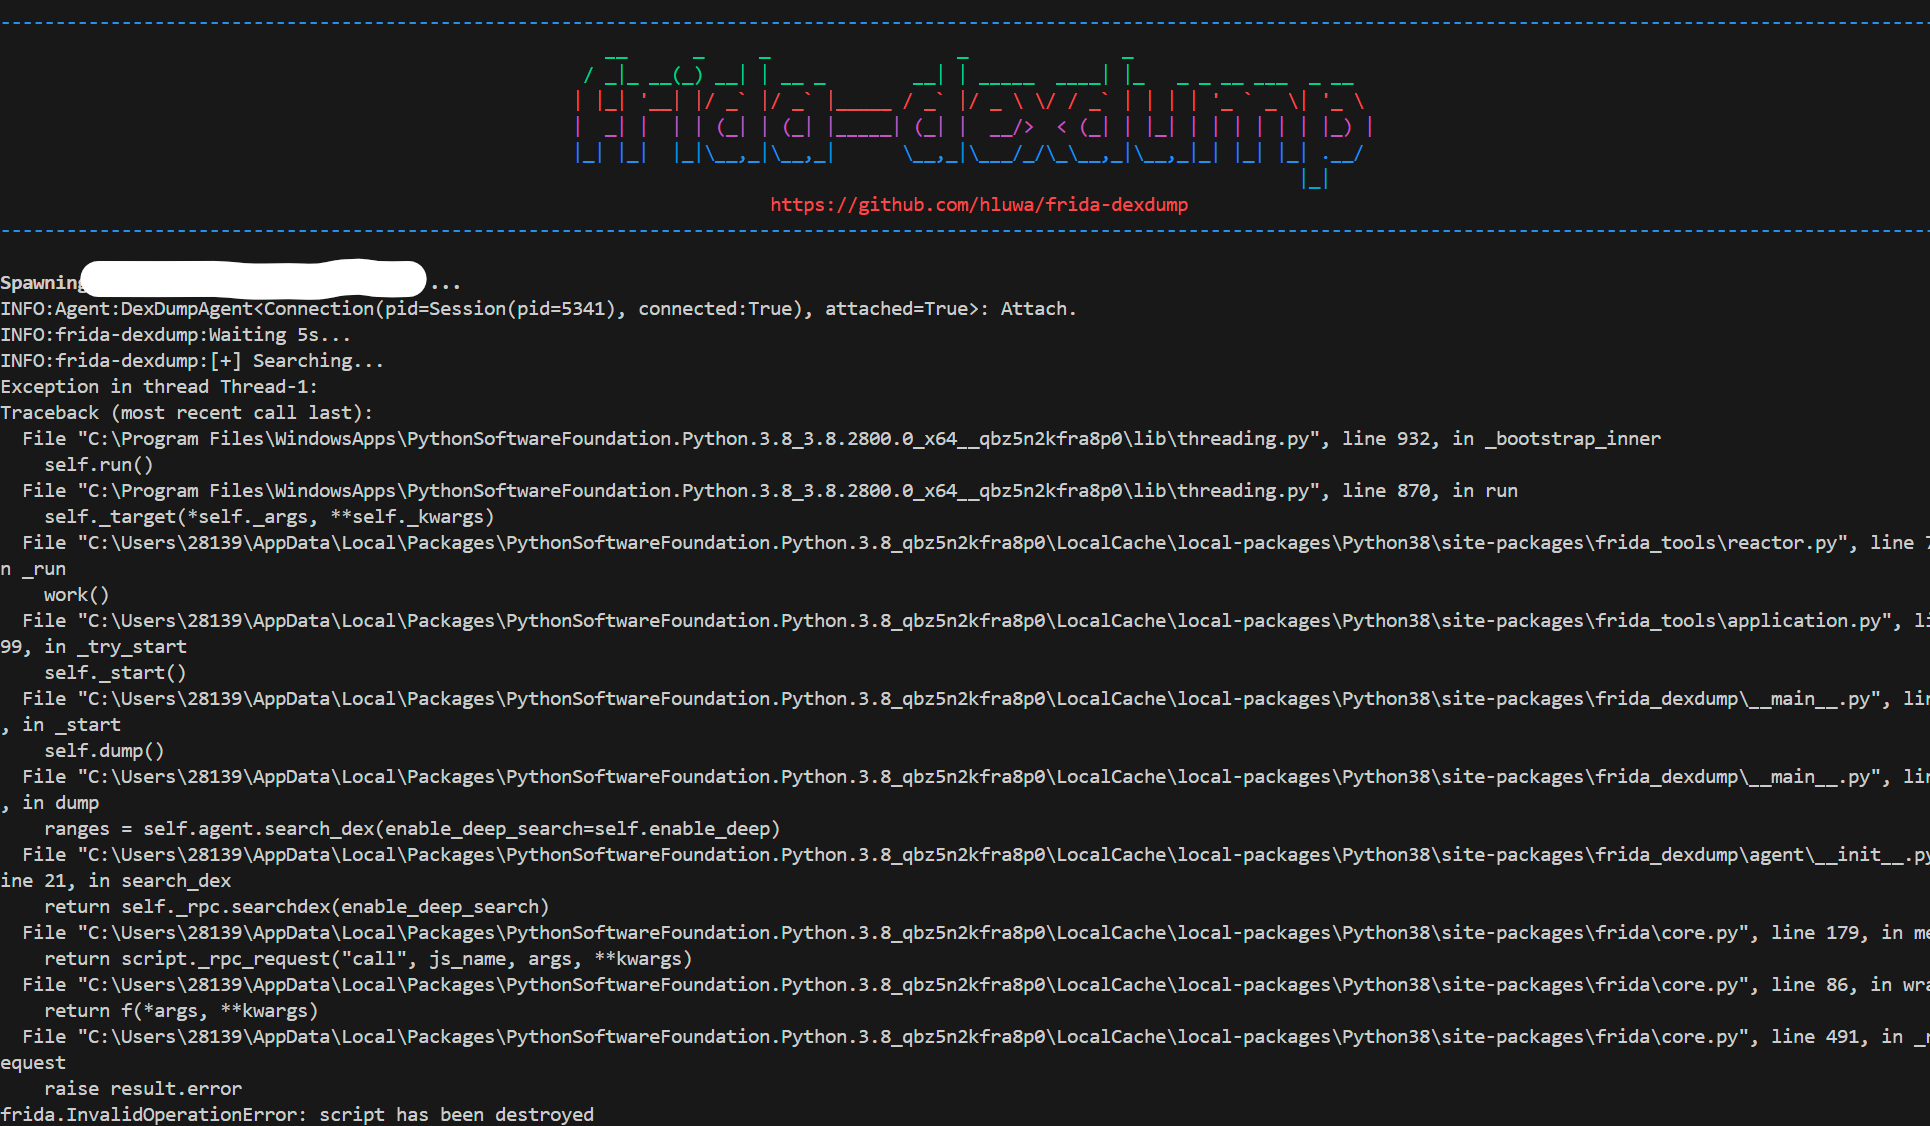 frida-dexdump
https://github.com/hluwa/frida-dexdump
Spawning ...
INFO:Agent:DexDumpAgent<Connection(pid=Session(pid=5341), connected:True), attached=True>: Attach.
INFO:frida-dexdump:Waiting 5s...
INFO:frida-dexdump:[+] Searching...
Exception in thread Thread-1:
Traceback (most recent call last):
File "C:\Program Files\WindowsApps\PythonSoftwareFoundation.Python.3.8_3.8.2800.0_x64__qbz5n2kfra8p0\lib\threading.py", line 932, in _bootstrap_inner
self.run()
File "C:\Program Files\WindowsApps\PythonSoftwareFoundation.Python.3.8_3.8.2800.0_x64__qbz5n2kfra8p0\lib\threading.py", line 870, in run
self._target(*self._args, **self._kwargs)
File "C:\Users\28139\AppData\Local\Packages\PythonSoftwareFoundation.Python.3.8_qbz5n2kfra8p0\LocalCache\local-packages\Python38\site-packages\frida_tools\reactor.py", line
n _run
work()
File "C:\Users\28139\AppData\Local\Packages\PythonSoftwareFoundation.Python.3.8_qbz5n2kfra8p0\LocalCache\local-packages\Python38\site-packages\frida_tools\application.py",
99, in _try_start
self._start()
File "C:\Users\28139\AppData\Local\Packages\PythonSoftwareFoundation.Python.3.8_qbz5n2kfra8p0\LocalCache\local-packages\Python38\site-packages\frida_dexdump\__main__.py",
, in _start
self.dump()
File "C:\Users\28139\AppData\Local\Packages\PythonSoftwareFoundation.Python.3.8_qbz5n2kfra8p0\LocalCache\local-packages\Python38\site-packages\frida_dexdump\__main__.py",
, in dump
ranges = self.agent.search_dex(enable_deep_search=self.enable_deep)
File "C:\Users\28139\AppData\Local\Packages\PythonSoftwareFoundation.Python.3.8_qbz5n2kfra8p0\LocalCache\local-packages\Python38\site-packages\frida_dexdump\agent\__init__.py
ine 21, in search_dex
return self._rpc.searchdex(enable_deep_search)
File "C:\Users\28139\AppData\Local\Packages\PythonSoftwareFoundation.Python.3.8_qbz5n2kfra8p0\LocalCache\local-packages\Python38\site-packages\frida\core.py", line 179, in me
return script._rpc_request("call", js_name, args, **kwargs)
File "C:\Users\28139\AppData\Local\Packages\PythonSoftwareFoundation.Python.3.8_qbz5n2kfra8p0\LocalCache\local-packages\Python38\site-packages\frida\core.py", line 86, in wra
return f(*args, **kwargs)
File "C:\Users\28139\AppData\Local\Packages\PythonSoftwareFoundation.Python.3.8_qbz5n2kfra8p0\LocalCache\local-packages\Python38\site-packages\frida\core.py", line 491, in _r
equest
raise result.error
frida.InvalidOperationError: script has been destroyed